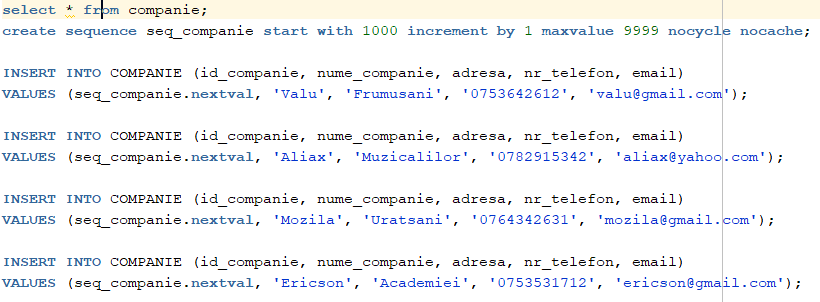 select * from companie;
create sequence seq_companie start with 1000 increment by 1 maxvalue 9999 nocycle nocache;
INSERT INTO COMPANIE (id_companie, nume_companie, adresa, nr_telefon, email)
VALUES (seq_companie.nextval, 'Valu', 'Frumusani', '0753642612', 'valu@gmail.com');
INSERT INTO COMPANIE (id_companie, nume_companie, adresa, nr_telefon, email)
VALUES (seq_companie.nextval, 'Aliax', 'Muzicalilor', '0782915342', 'aliax@yahoo.com');
INSERT INTO COMPANIE (id_companie, nume_companie, adresa, nr_telefon, email)
VALUES (seq_companie.nextval, 'Mozila', 'Uratsani', '0764342631', 'mozila@gmail.com');
INSERT INTO COMPANIE (id_companie, nume_companie, adresa, nr_telefon, email)
VALUES (seq_companie.nextval, 'Ericson', 'Academiei', '0753531712', 'ericson@gmail.com');